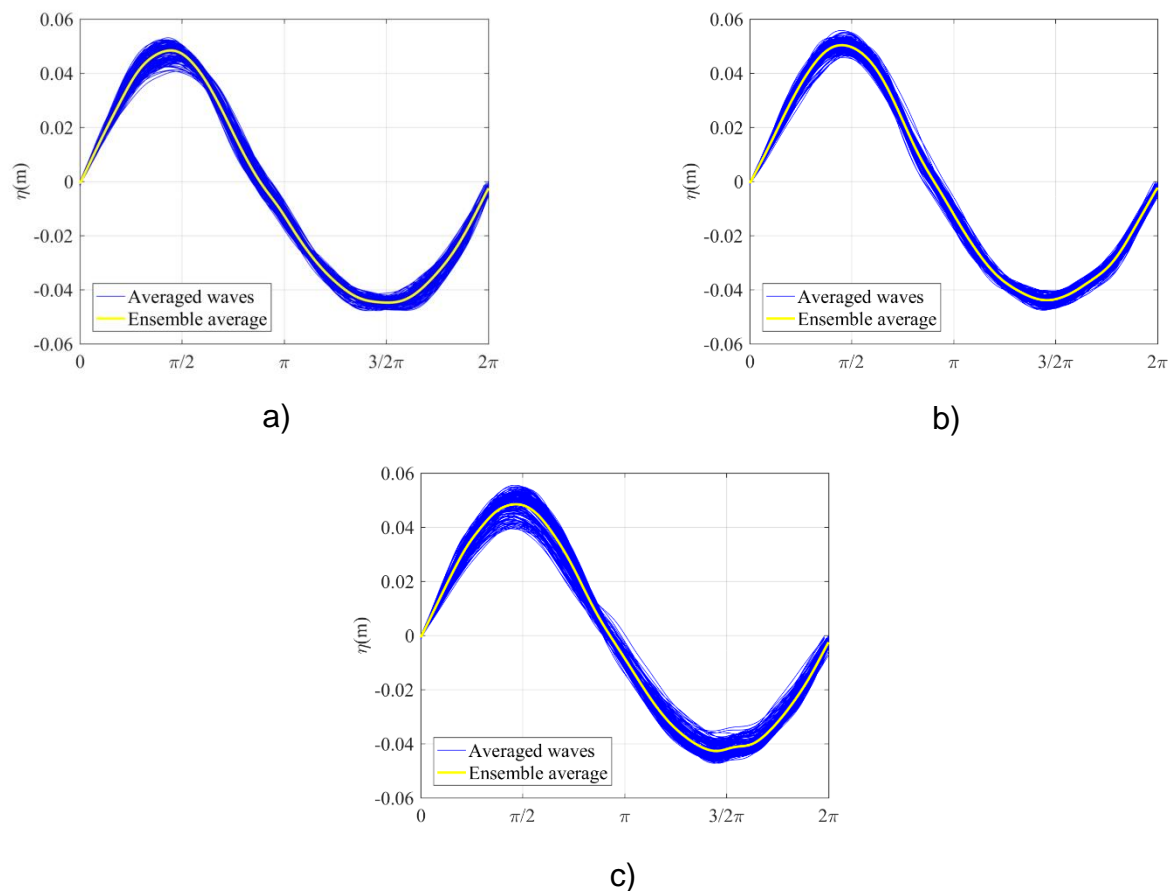 0.06
0.04
0.02
0
-0.02
-0.04
-0.06
η(m)
Averaged waves
Ensemble average
0
π/2
π
3/2π
2π
a)
0.06
0.04
0.02
0
-0.02
-0.04
-0.06
η(m)
Averaged waves
Ensemble average
0
π/2
π
3/2π
2π
b)
0.06
0.04
0.02
0
-0.02
-0.04
-0.06
η(m)
Averaged waves
Ensemble average
0
π/2
π
3/2π
2π
c)